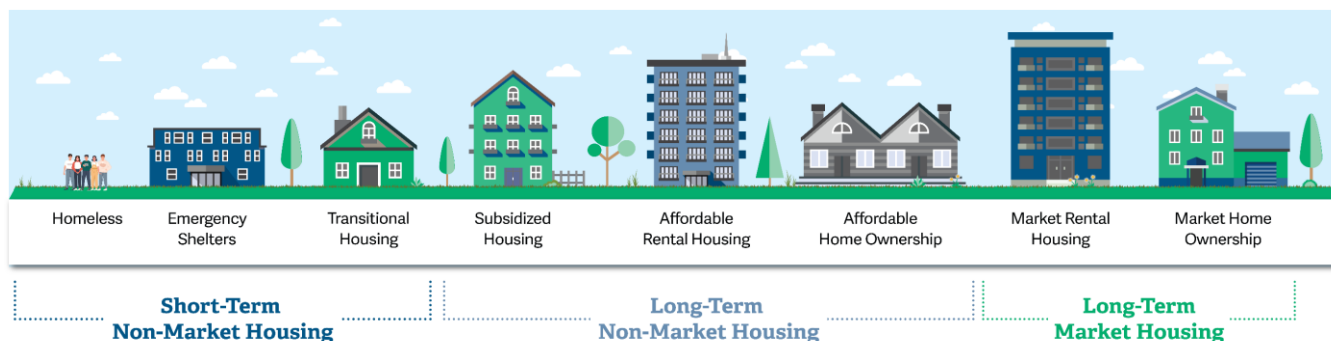 Homeless
Emergency
Shelters
Transitional
Housing
Subsidized
Housing
Affordable
Rental Housing
Affordable
Home Ownership
Market Rental
Housing
Market Home
Ownership
Short-Term
Non-Market Housing
Long-Term
Non-Market Housing
Long-Term
Market Housing